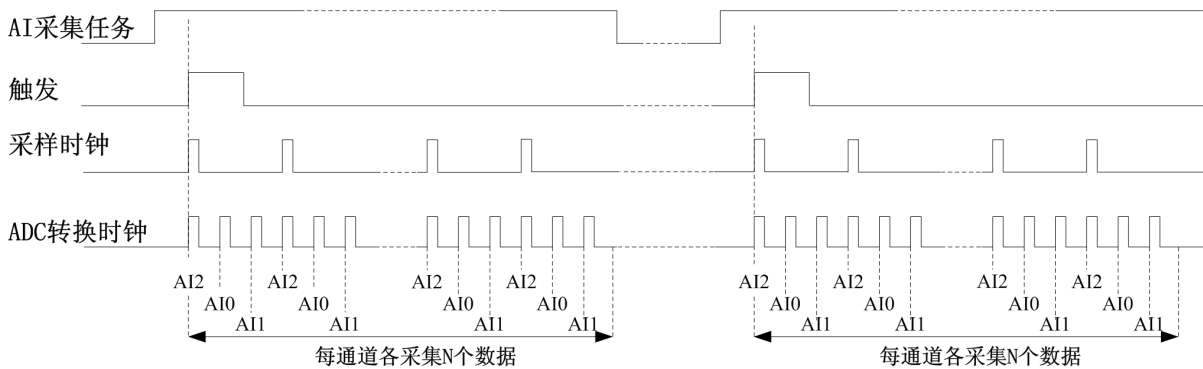 AI采集任务
触发
采样时钟
ADC转换时钟
AI2 AI2 AI2 AI2 AI2 AI2 AI2 AI2
AI0 AI0 AI0 AI0 AI0 AI0 AI0 AI0
AI1 AI1 AI1 AI1 AI1 AI1 AI1 AI1
每通道各采集N个数据 每通道各采集N个数据